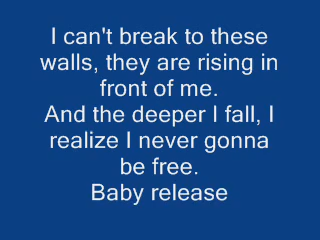 I can't break to these
walls, they are rising in
front of me.
And the deeper I fall, I
realize I never gonna
be free.
Baby release